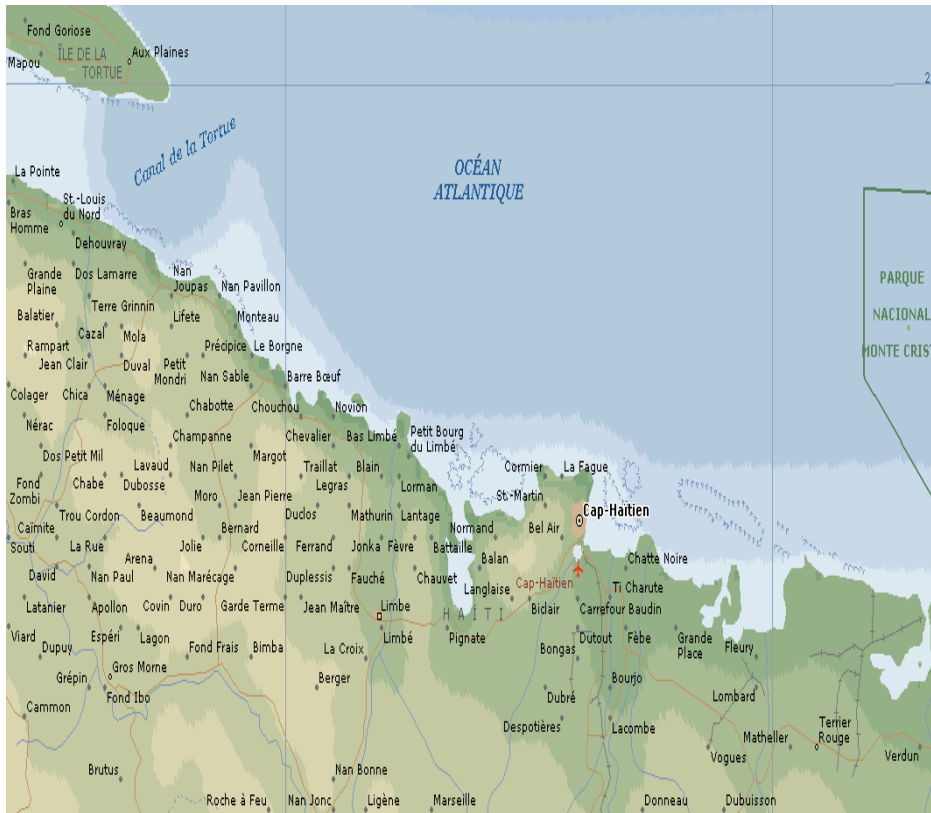 Fond Goriose
ÎLE DE LA
TORTUE
Aux Plaines
Mapou
2
Canal de la Tortue
OCÉAN
ATLANTIQUE
La Pointe
St.-Louis
du Nord
Bras
Homme
Dehouvray
Grande
Plaine
Dos Lamarre
Nan
Joupas
Nan Pavillon
PARQUE
NACIONAL
MONTE CRIST
Balatier
Terre Grinnin
Cazal
Mola
Lifete
Monteau
Rampart
Jean Clair
Duval
Petit
Mondri
Précipice
Le Borgne
Nan Sable
Barre Bœuf
Colager
Chica
Ménage
Chabotte
Chouchou
Novion
Nérac
Foloque
Champanne
Chevalier
Bas Limbé
Petit Bourg
du Limbé
Dos Petit Mil
Margot
Fond
Zombi
Chabe
Lavaud
Dubosse
Nan Pilet
Traillat
Legras
Blain
Lorman
Cormier
La Fague
Moro
Jean Pierre
St.-Martin
Cap-Haïtien
Caïmite
Trou Cordon
Beaumond
Bernard
Duclos
Mathurin
Lantage
Normand
Bel Air
Souti
La Rue
Arena
Jolie
Corneille
Ferrand
Jonka
Fèvre
Battaille
Balan
Chatte Noire
David
Nan Paul
Nan Marécage
Duplessis
Fauché
Chauvet
Langlaise
Cap-Haïtien
Ti Charute
Latanier
Apollon
Covin
Duro
Garde Terme
Jean Maître
Limbe
HAÏTI
Biclair
Carrefour Baudin
Viard
Espéri
Lagon
Limbé
Pignate
Dutout
Fèbe
Grande
Place
Fleury
Dupuy
Gros Morne
Fond Frais
Bimba
La Croix
Bongas
Grépin
Fond Ibo
Berger
Dubré
Bourjo
Lombard
Cammon
Despotières
Lacombe
Matheller
Terrier
Rouge
Vogues
Verdun
Brutus
Nan Bonne
Roche à Feu
Nan Jonc
Ligène
Marseille
Donneau
Dubuisson